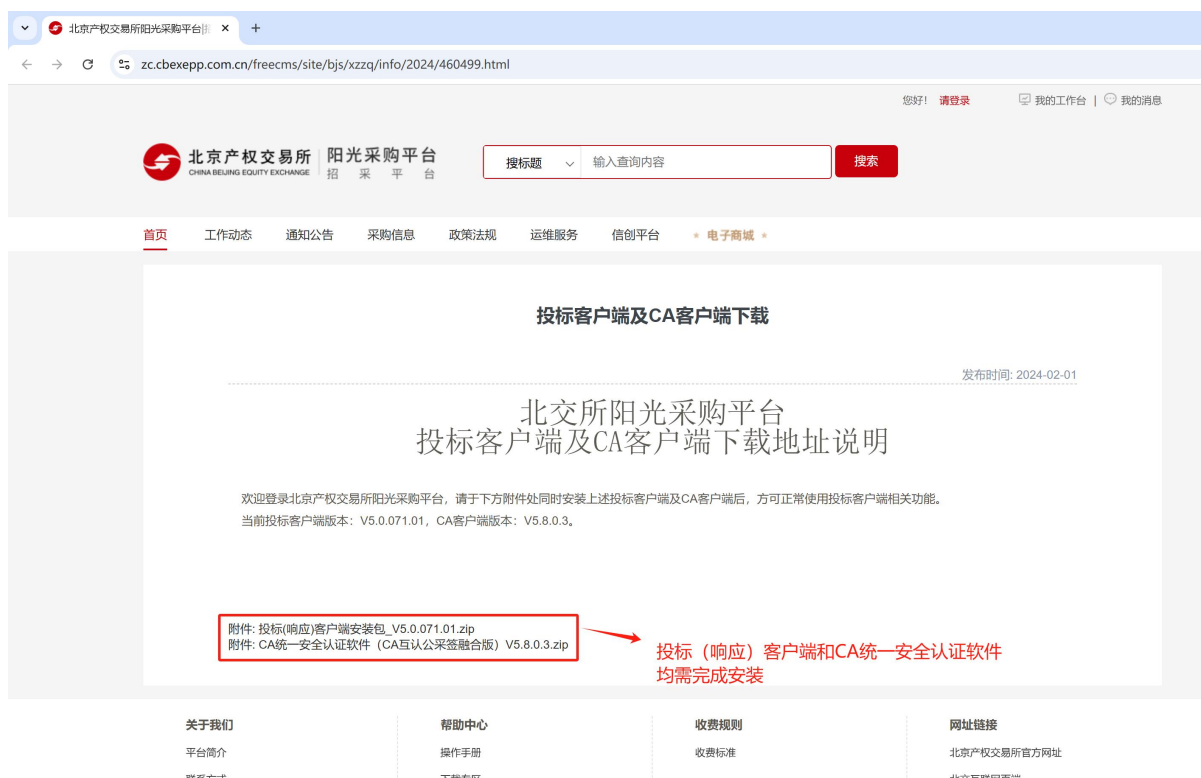 北京产权交易所阳光采购平台|
zc.cbexepp.com.cn/freecms/site/bjs/xzzq/info/2024/460499.html
您好! 请登录 我的工作台 | 我的消息
北京产权交易所 阳光采购平台
CHINA BEIJING EQUITY EXCHANGE 招采平台
搜标题 输入查询内容 搜索
首页 工作动态 通知公告 采购信息 政策法规 运维服务 信创平台 电子商城
投标客户端及CA客户端下载
发布时间: 2024-02-01
北交所阳光采购平台
投标客户端及CA客户端下载地址说明
欢迎登录北京产权交易所阳光采购平台，请于下方附件处同时安装上述投标客户端及CA客户端后，方可正常使用投标客户端相关功能。
当前投标客户端版本：V5.0.071.01，CA客户端版本：V5.8.0.3。
附件: 投标(响应)客户端安装包_V5.0.071.01.zip
附件: CA统一安全认证软件（CA互认公采签融合版）V5.8.0.3.zip
投标（响应）客户端和CA统一安全认证软件
均需完成安装
关于我们 帮助中心 收费规则 网址链接
平台简介 操作手册 收费标准 北京产权交易所官方网址